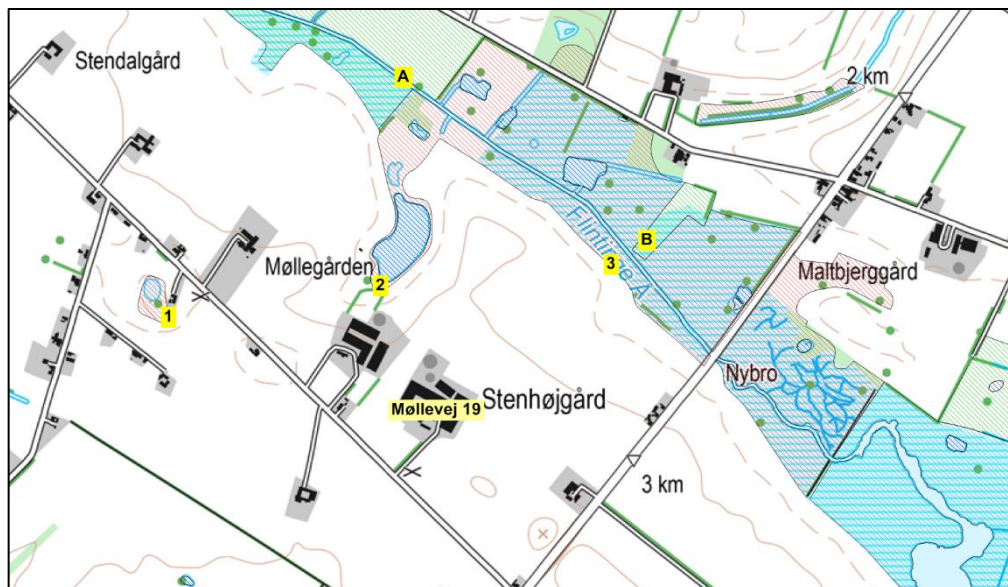 Stendalgård
A
2 km
Flintinge Å
B
3
Møllegården
2
Maltbjerggård
1
Nybro
Stenhøjgård
Møllevej 19
3 km